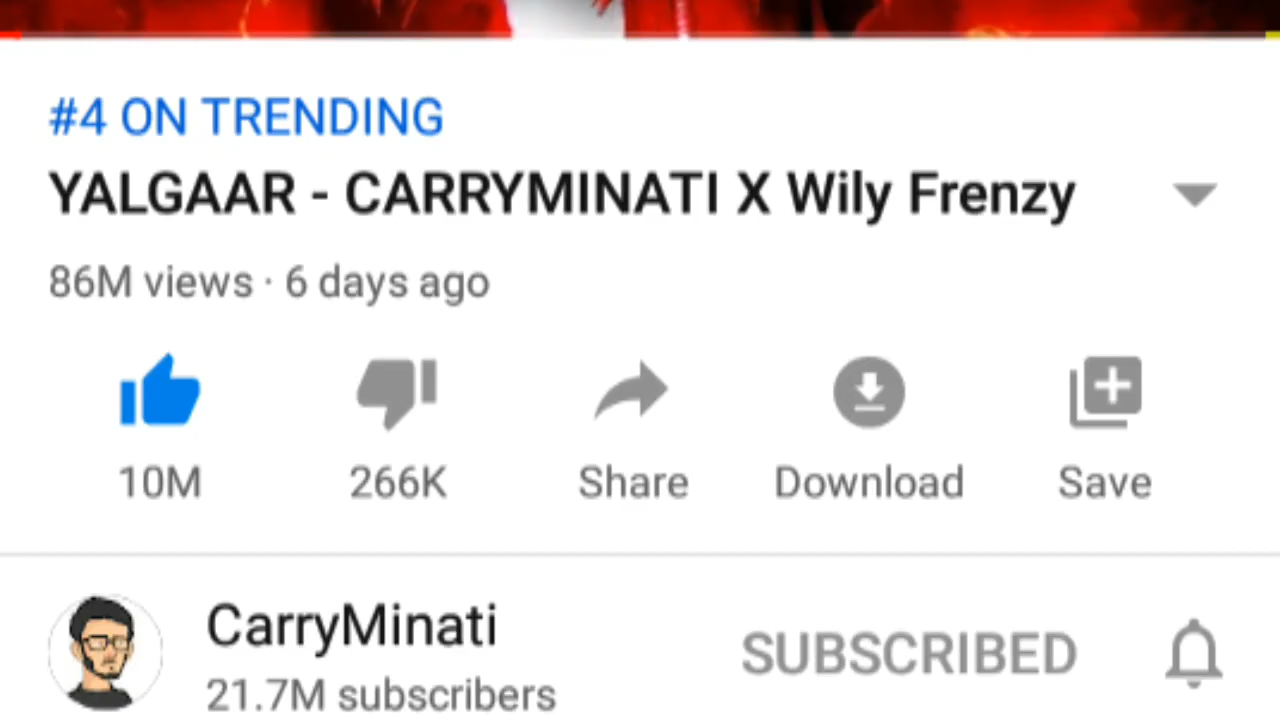 #4 ON TRENDING
YALGAAR - CARRYMINATI X Wily Frenzy
86M views · 6 days ago
10M 266K Share Download Save
CarryMinati SUBSCRIBED
21.7M subscribers